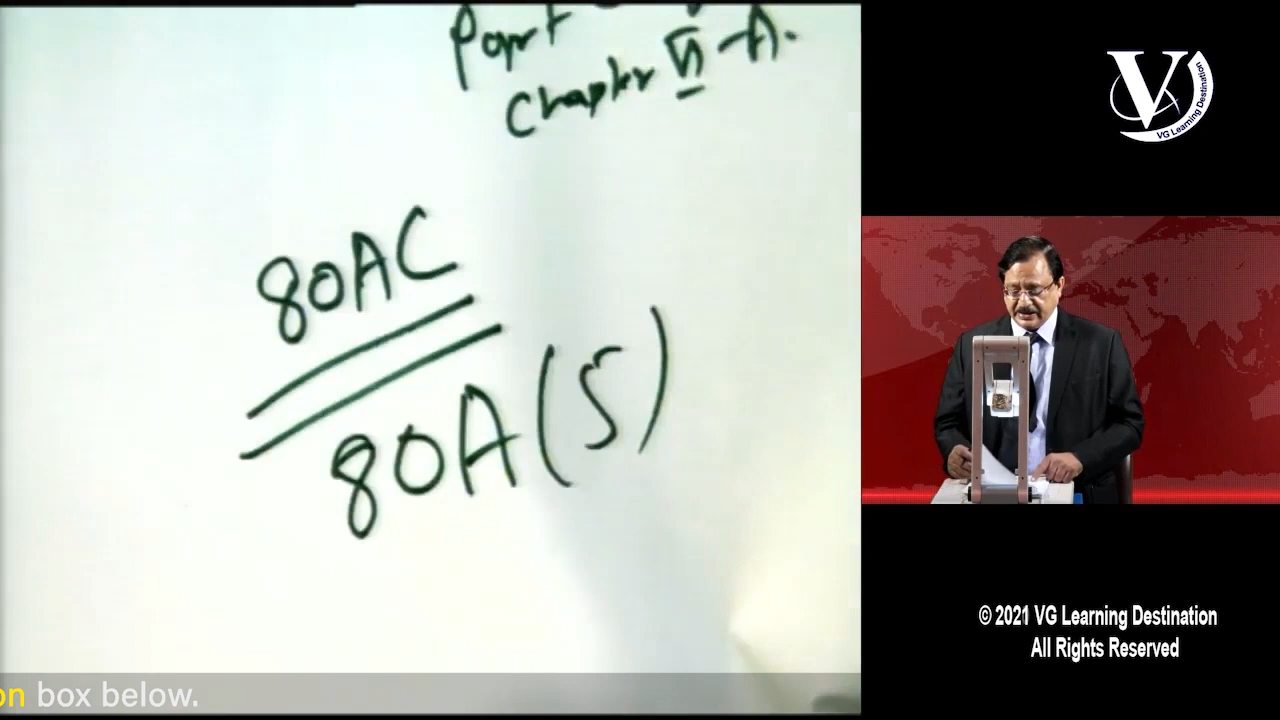 Part
Chapter VI-A.
80AC
80A(5)
on box below.
V
VG Learning Destination
© 2021 VG Learning Destination
All Rights Reserved